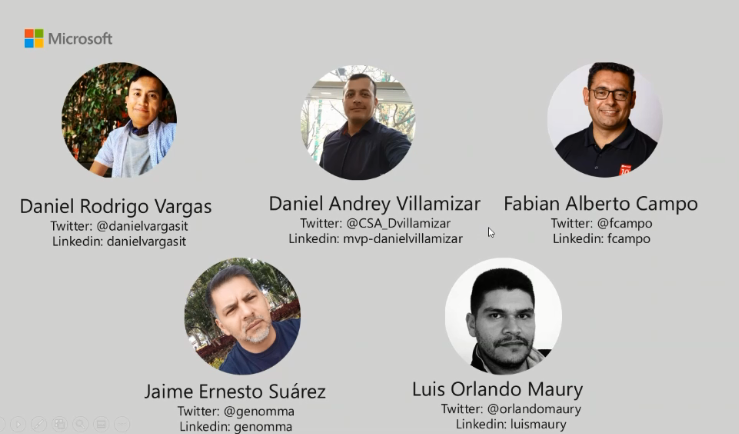 Microsoft
Daniel Rodrigo Vargas
Twitter: @danielvargasit
Linkedin: danielvargasit
Daniel Andrey Villamizar
Twitter: @CSA_Dvillamizar
Linkedin: mvp-danielvillamizar
Fabian Alberto Campo
Twitter: @fcampo
Linkedin: fcampo
Jaime Ernesto Suárez
Twitter: @genomma
Linkedin: genomma
Luis Orlando Maury
Twitter: @orlandomaury
Linkedin: luismaury